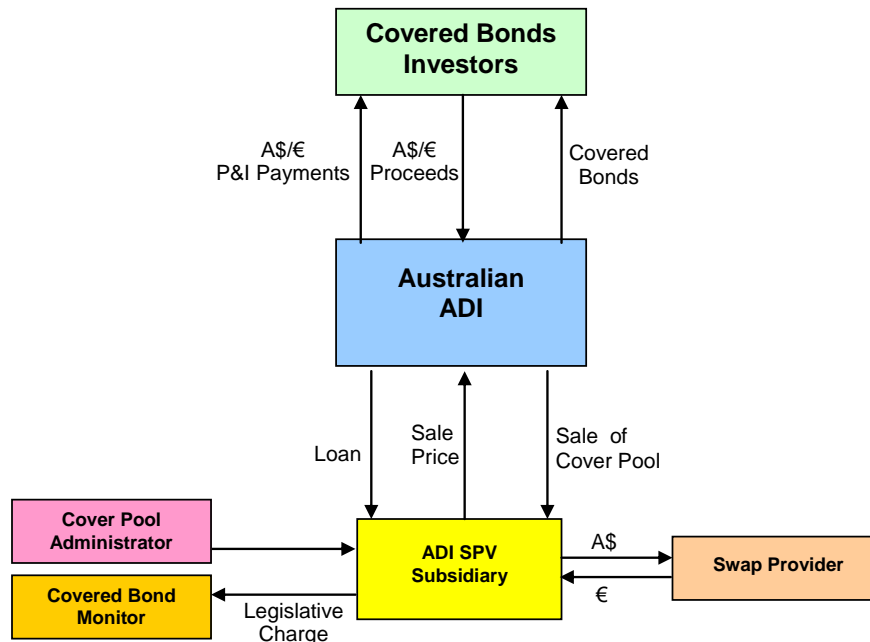 Covered Bonds
Investors
A$/€
P&I Payments
A$/€
Proceeds
Covered
Bonds
Australian
ADI
Loan
Sale
Price
Sale of
Cover Pool
Cover Pool
Administrator
ADI SPV
Subsidiary
A$
€
Swap Provider
Covered Bond
Monitor
Legislative
Charge